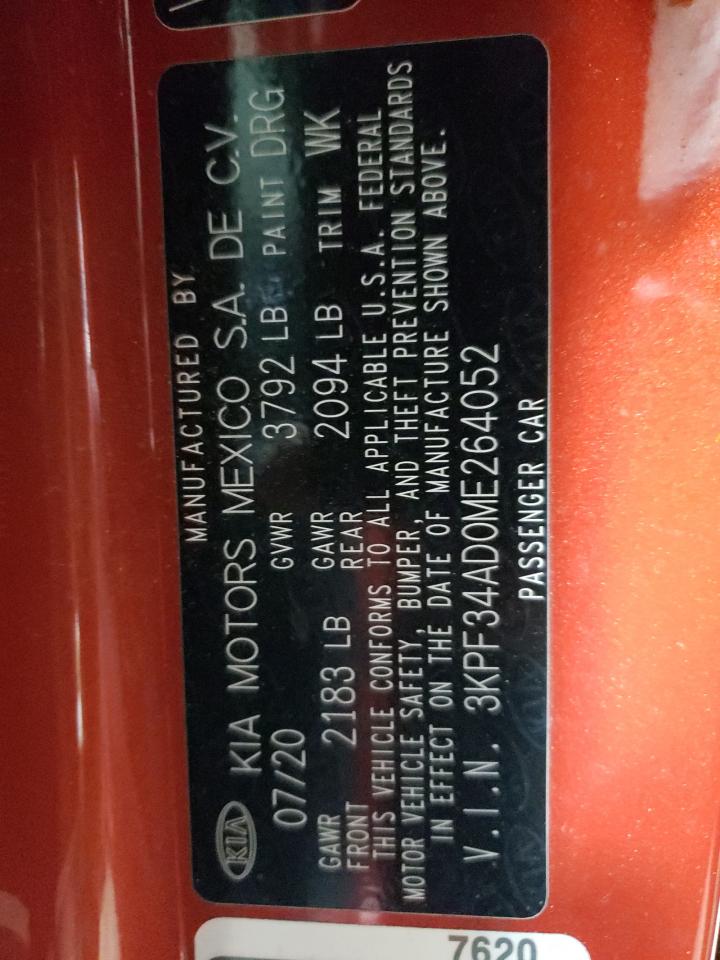 MANUFACTURED BY
KIA KIA MOTORS MEXICO S.A. DE C.V.
07/20 GVWR 3792 LB PAINT DRG
GAWR FRONT 2183 LB GAWR REAR 2094 LB TRIM WK
THIS VEHICLE CONFORMS TO ALL APPLICABLE U.S.A. FEDERAL
MOTOR VEHICLE SAFETY, BUMPER, AND THEFT PREVENTION STANDARDS
IN EFFECT ON THE DATE OF MANUFACTURE SHOWN ABOVE.
V.I.N. 3KPF34AD0ME264052
PASSENGER CAR
7620